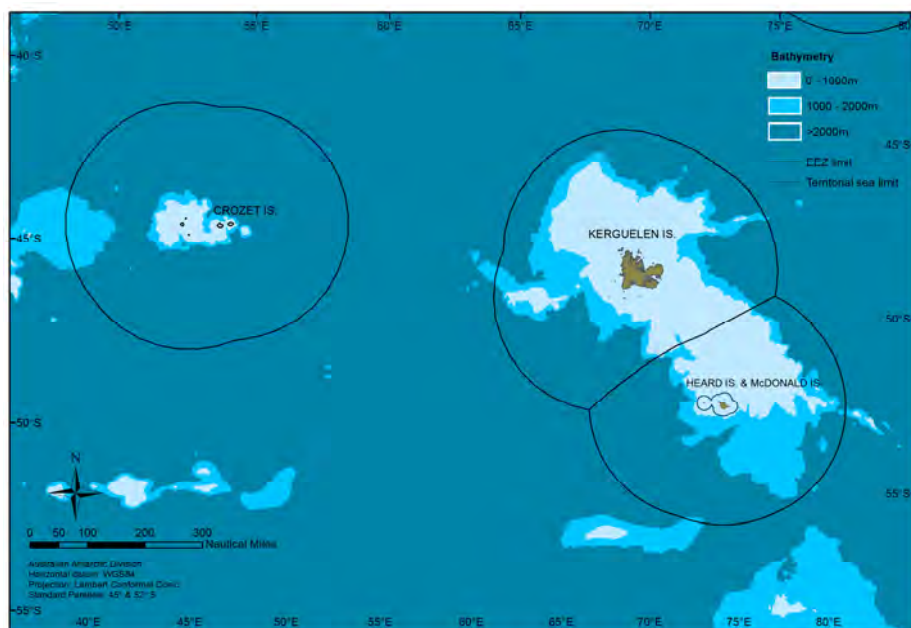 50°E 55°E 60°E 65°E 70°E 75°E 80
40°S
Bathymetry
0 - 1000m
1000 - 2000m
>2000m
EEZ limit
Territorial sea limit
45°S
CROZET IS.
KERGUELEN IS.
45°S
50°S
HEARD IS. & McDONALD IS.
50°S
55°S
N
0 50 100 200 300
Nautical Miles
Australian Antarctic Division
Horizontal datum: WGS84
Projection: Lambert Conformal Conic
Standard Parallels: 45° & 52° S
55°S
40°E 45°E 50°E 55°E 60°E 65°E 70°E 75°E 80°E